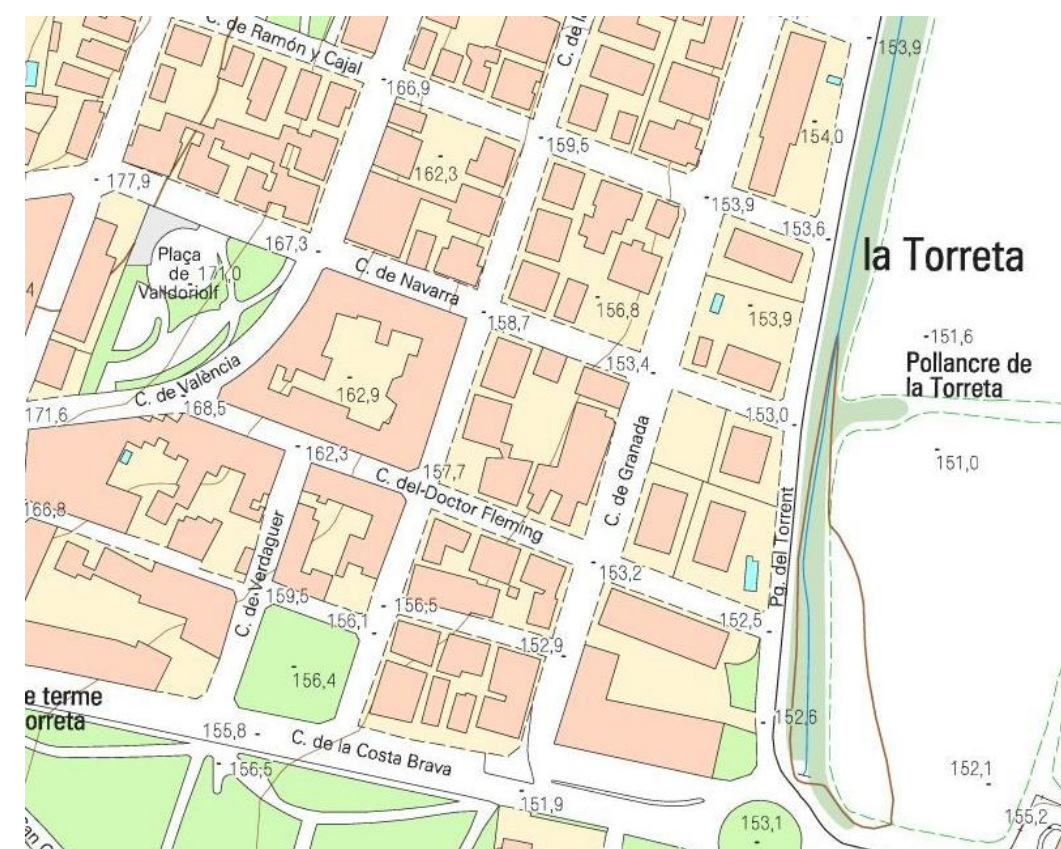 C. de Ramón y Cajal
C. de l
153,9
166,9
159,5
154,0
162,3
177,9
153,9
153,6
167,3
la Torreta
Plaça
de
Valldoriolf
171,0
C. de Navarra
156,8
158,7
153,9
151,6
153,4
Pollancre de
la Torreta
C. de València
162,9
171,6
168,5
153,0
162,3
157,7
151,0
C. de Granada
C. del Doctor Fleming
166,8
Pg. del Torrent
C. de Verdaguer
153,2
159,5
156,5
156,1
152,5
152,9
156,4
e terme
orreta
155,8
152,6
C. de la Costa Brava
156,5
152,1
151,9
153,1
155,2